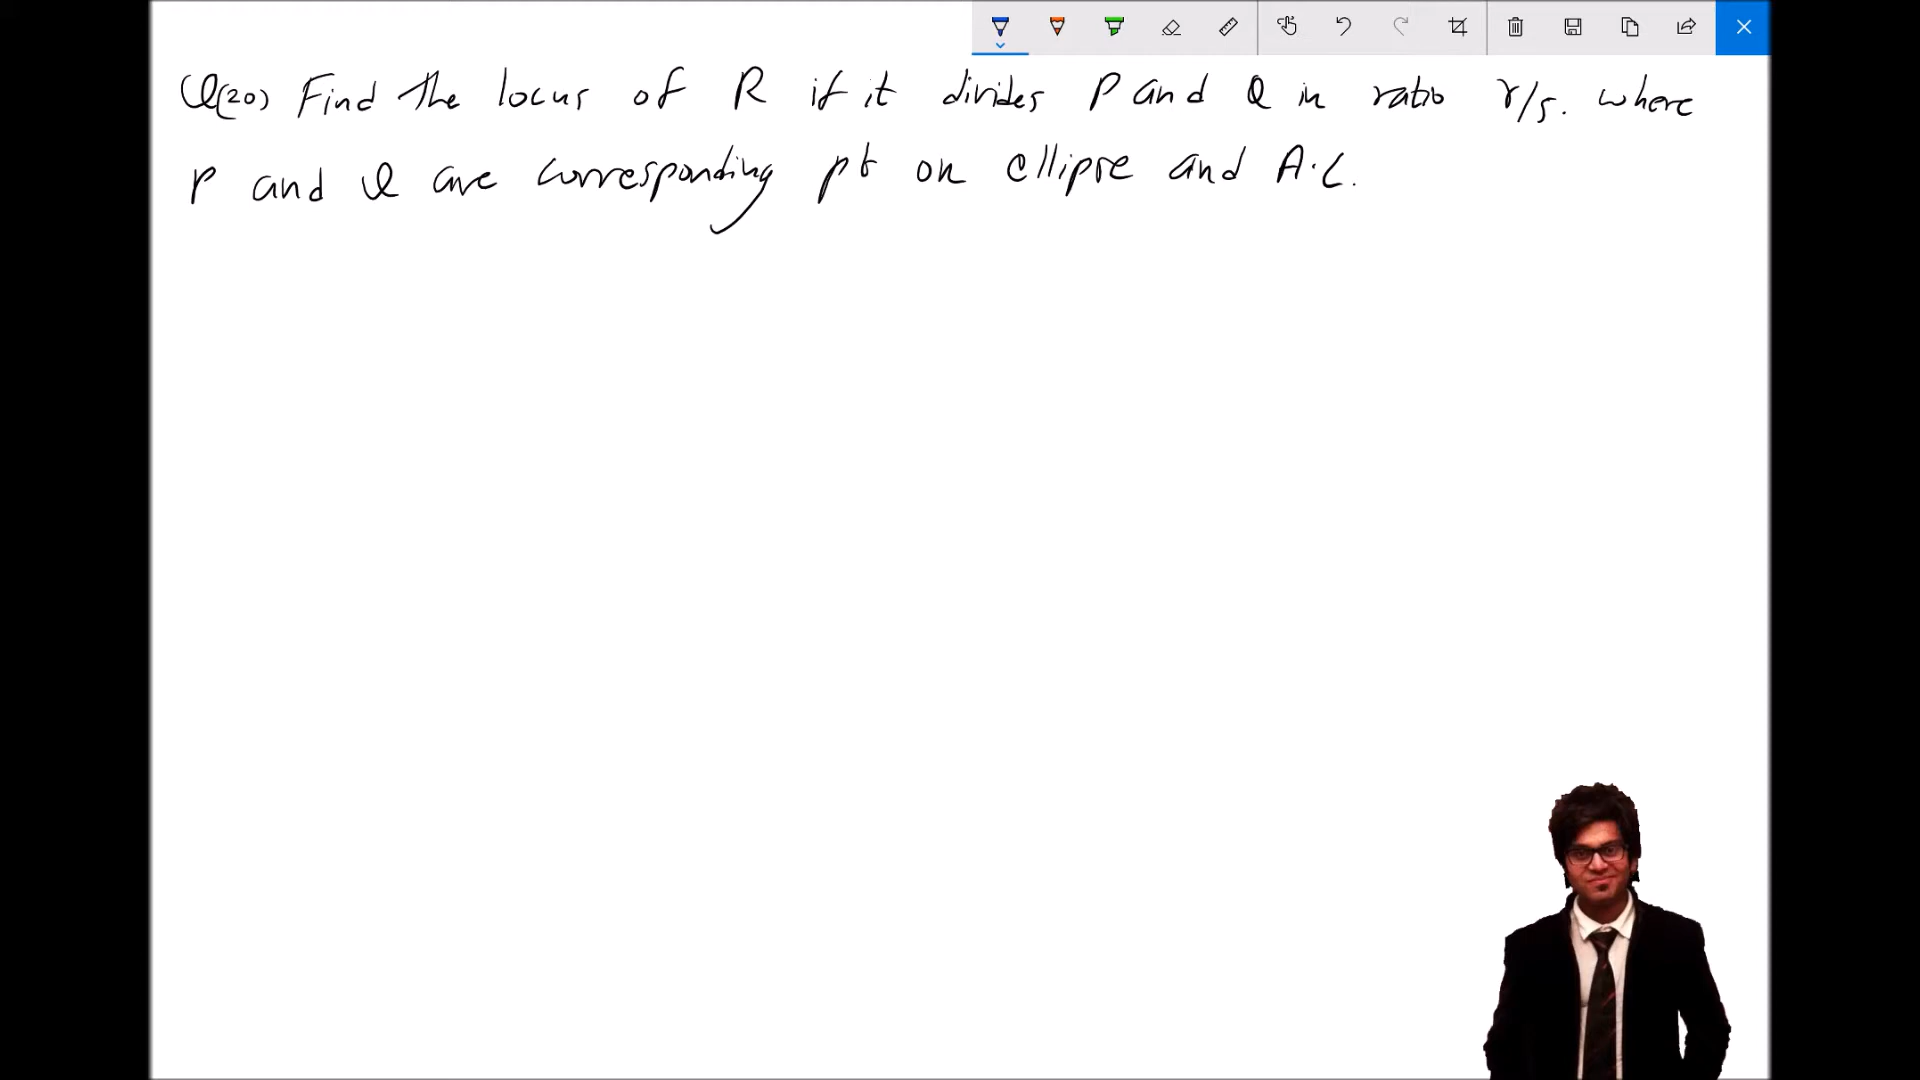 Q(20) Find the locus of R if it divides P and Q in ratio r/s. where
P and Q are corresponding pt on ellipse and A.C.